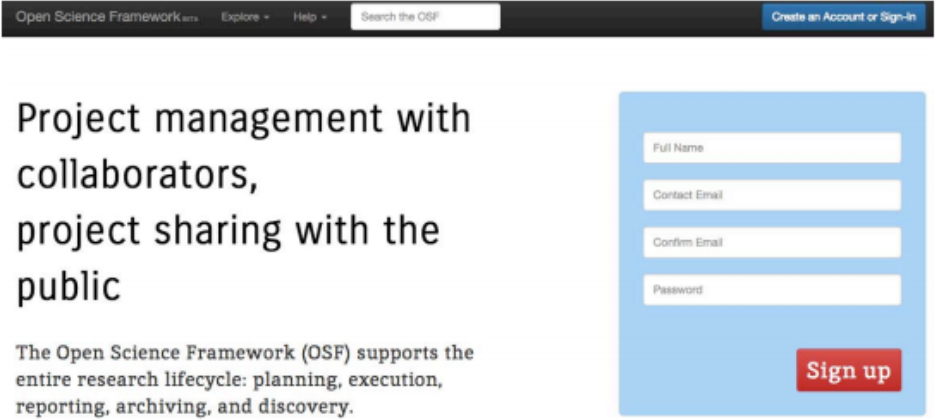 Open Science Framework BETA Explore Help Search the OSF Create an Account or Sign-In
Project management with
collaborators,
project sharing with the
public
The Open Science Framework (OSF) supports the
entire research lifecycle: planning, execution,
reporting, archiving, and discovery.
Full Name
Contact Email
Confirm Email
Password
Sign up